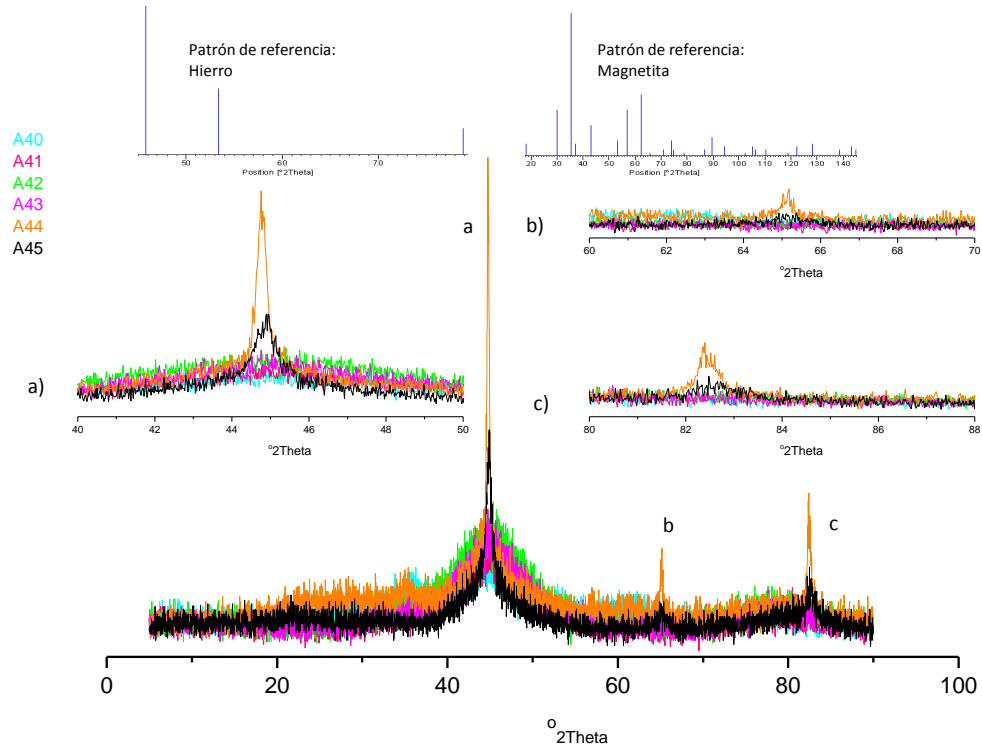 Patrón de referencia:
Hierro
50 60 70
Position [°2Theta]
Patrón de referencia:
Magnetita
20 30 40 50 60 70 80 90 100 110 120 130 140
Position [°2Theta]
A40
A41
A42
A43
A44
A45
a
a)
40 42 44 46 48 50
°2Theta
b)
60 62 64 66 68 70
°2Theta
c)
80 82 84 86 88
°2Theta
b
c
0 20 40 60 80 100
°2Theta